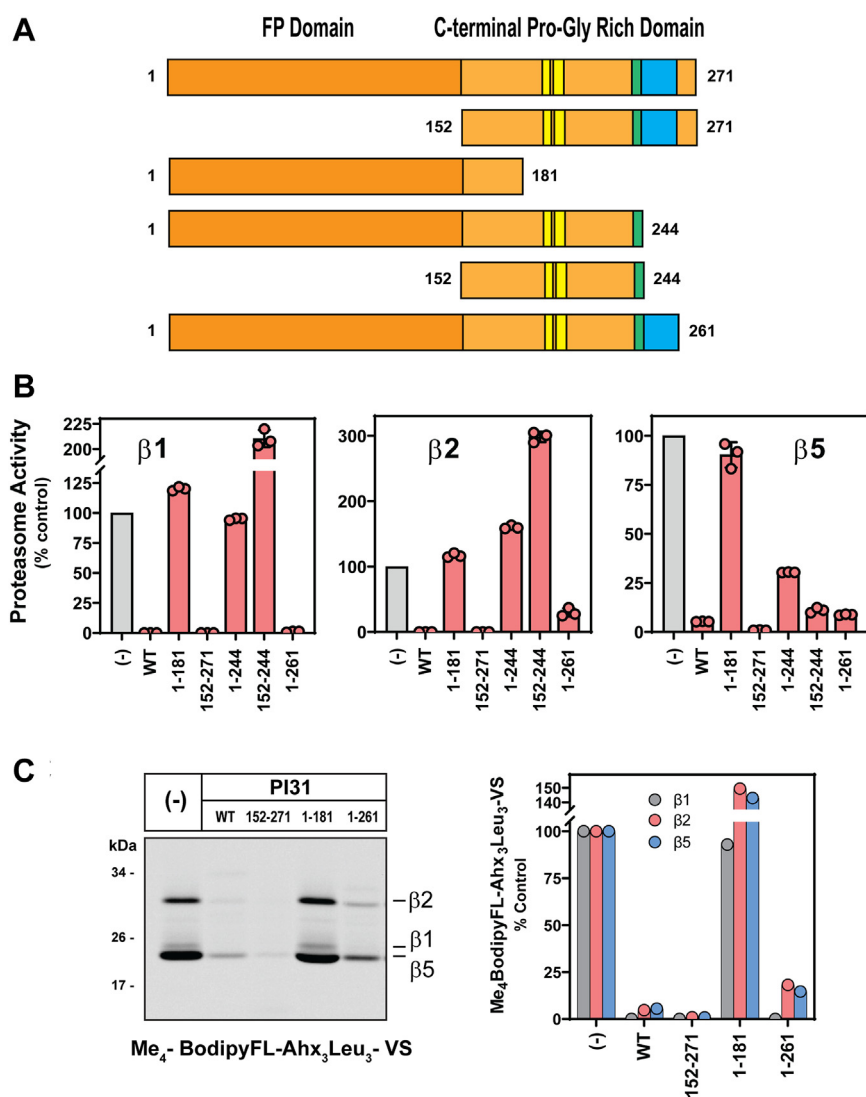 A
FP Domain C-terminal Pro-Gly Rich Domain
1 271
152 271
1 181
1 244
152 244
1 261
B
Proteasome Activity
(% control)
β1
225
200
125
100
75
50
25
0
(-) WT 1-181 152-271 1-244 152-244 1-261
β2
300
200
100
0
(-) WT 1-181 152-271 1-244 152-244 1-261
β5
100
75
50
25
0
(-) WT 1-181 152-271 1-244 152-244 1-261
C
(-) PI31
WT 152-271 1-181 1-261
kDa
34 -
26 -
17 -
β2
β1
β5
Me4- BodipyFL-Ahx3Leu3- VS
Me4BodipyFL-Ahx3Leu3-VS
% Control
150
140
100
75
50
25
0
β1
β2
β5
(-) WT 152-271 1-181 1-261